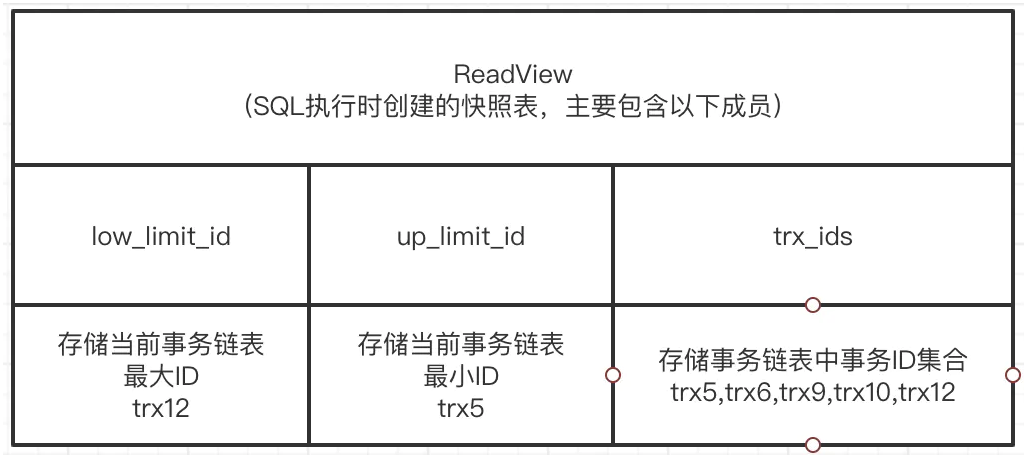 ReadView
（SQL执行时创建的快照表，主要包含以下成员）
low_limit_id
up_limit_id
trx_ids
存储当前事务链表
最大ID
trx12
存储当前事务链表
最小ID
trx5
存储事务链表中事务ID集合
trx5,trx6,trx9,trx10,trx12